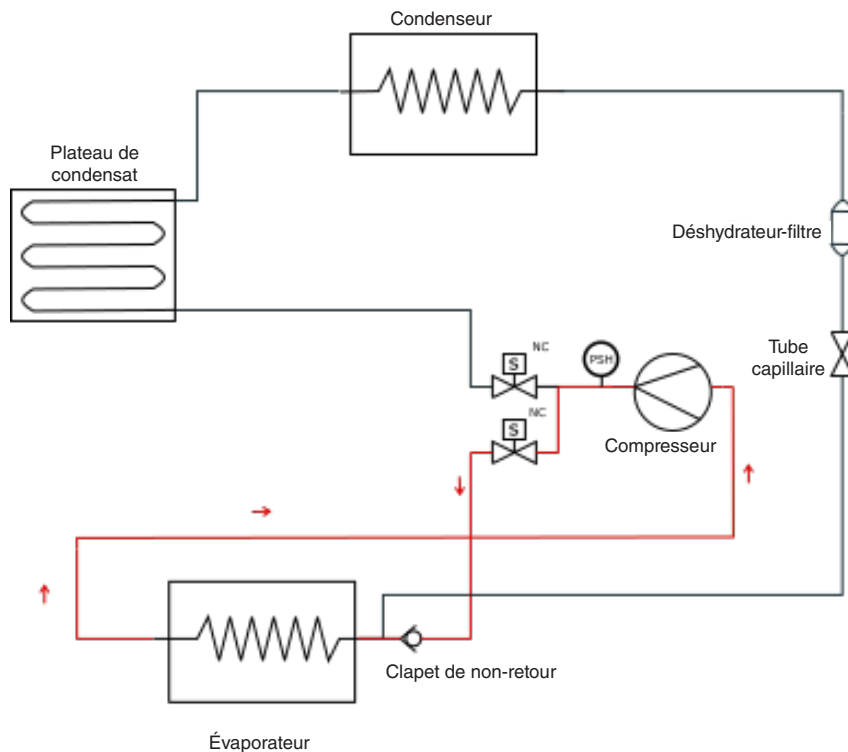 Condenseur
Plateau de
condensat
Déshydrateur-filtre
NC
S
PSH
Tube
capillaire
NC
S
Compresseur
Clapet de non-retour
Évaporateur